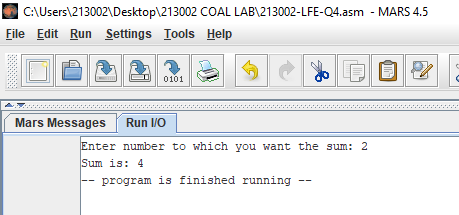 C:\Users\213002\Desktop\213002 COAL LAB\213002-LFE-Q4.asm - MARS 4.5
File Edit Run Settings Tools Help
0101
Mars Messages Run I/O
Enter number to which you want the sum: 2
Sum is: 4
-- program is finished running --